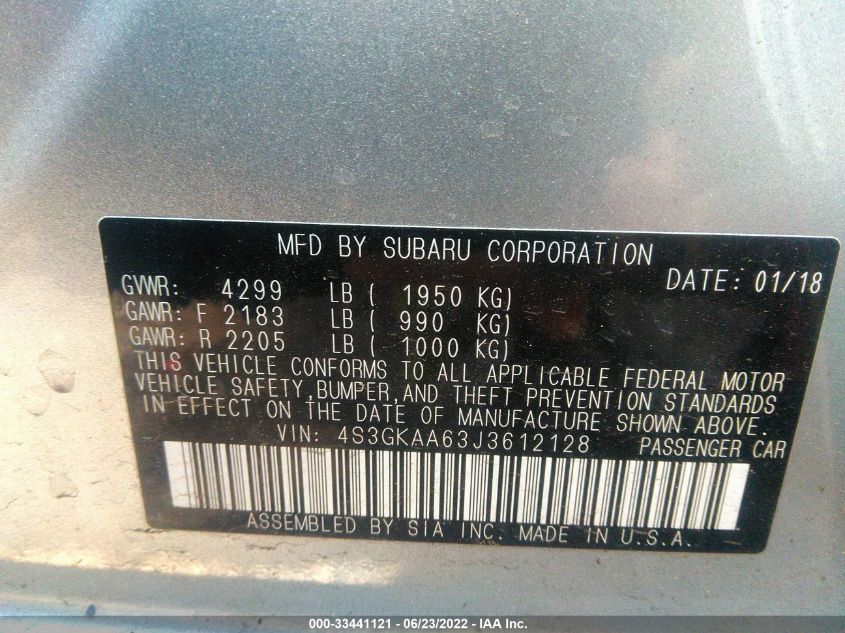 MFD BY SUBARU CORPORATION
DATE: 01/18
GVWR: 4299 LB ( 1950 KG)
GAWR: F 2183 LB ( 990 KG)
GAWR: R 2205 LB ( 1000 KG)
THIS VEHICLE CONFORMS TO ALL APPLICABLE FEDERAL MOTOR
VEHICLE SAFETY, BUMPER, AND THEFT PREVENTION STANDARDS
IN EFFECT ON THE DATE OF MANUFACTURE SHOWN ABOVE.
VIN: 4S3GKAA63J3612128 PASSENGER CAR
ASSEMBLED BY SIA INC. MADE IN U.S.A.
000-33441121 - 06/23/2022 - IAA Inc.